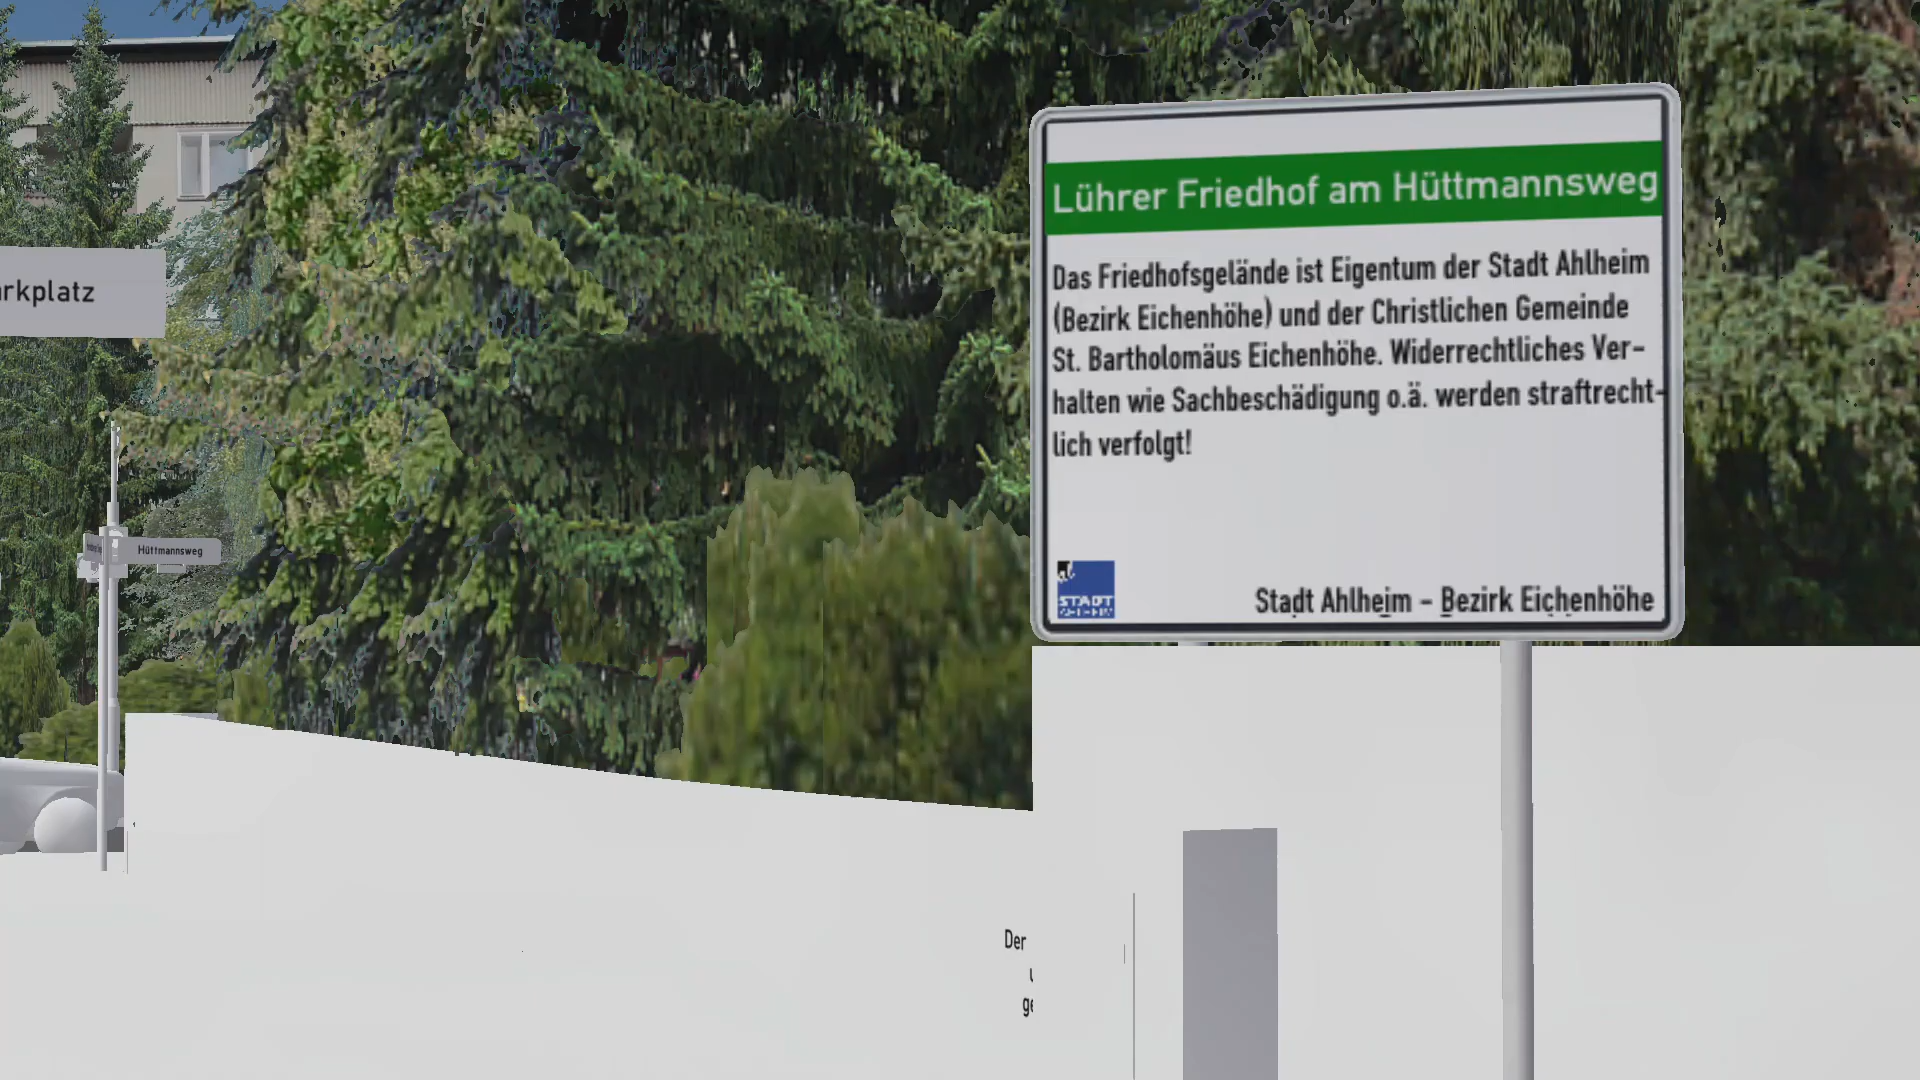 Lührer Friedhof am Hüttmannsweg
Das Friedhofsgelände ist Eigentum der Stadt Ahlheim
(Bezirk Eichenhöhe) und der Christlichen Gemeinde
St. Bartholomäus Eichenhöhe. Widerrechtliches Ver-
halten wie Sachbeschädigung o.ä. werden straftrecht-
lich verfolgt!
STADT
Stadt Ahlheim - Bezirk Eichenhöhe
rkplatz
Hüttmannsweg
Der